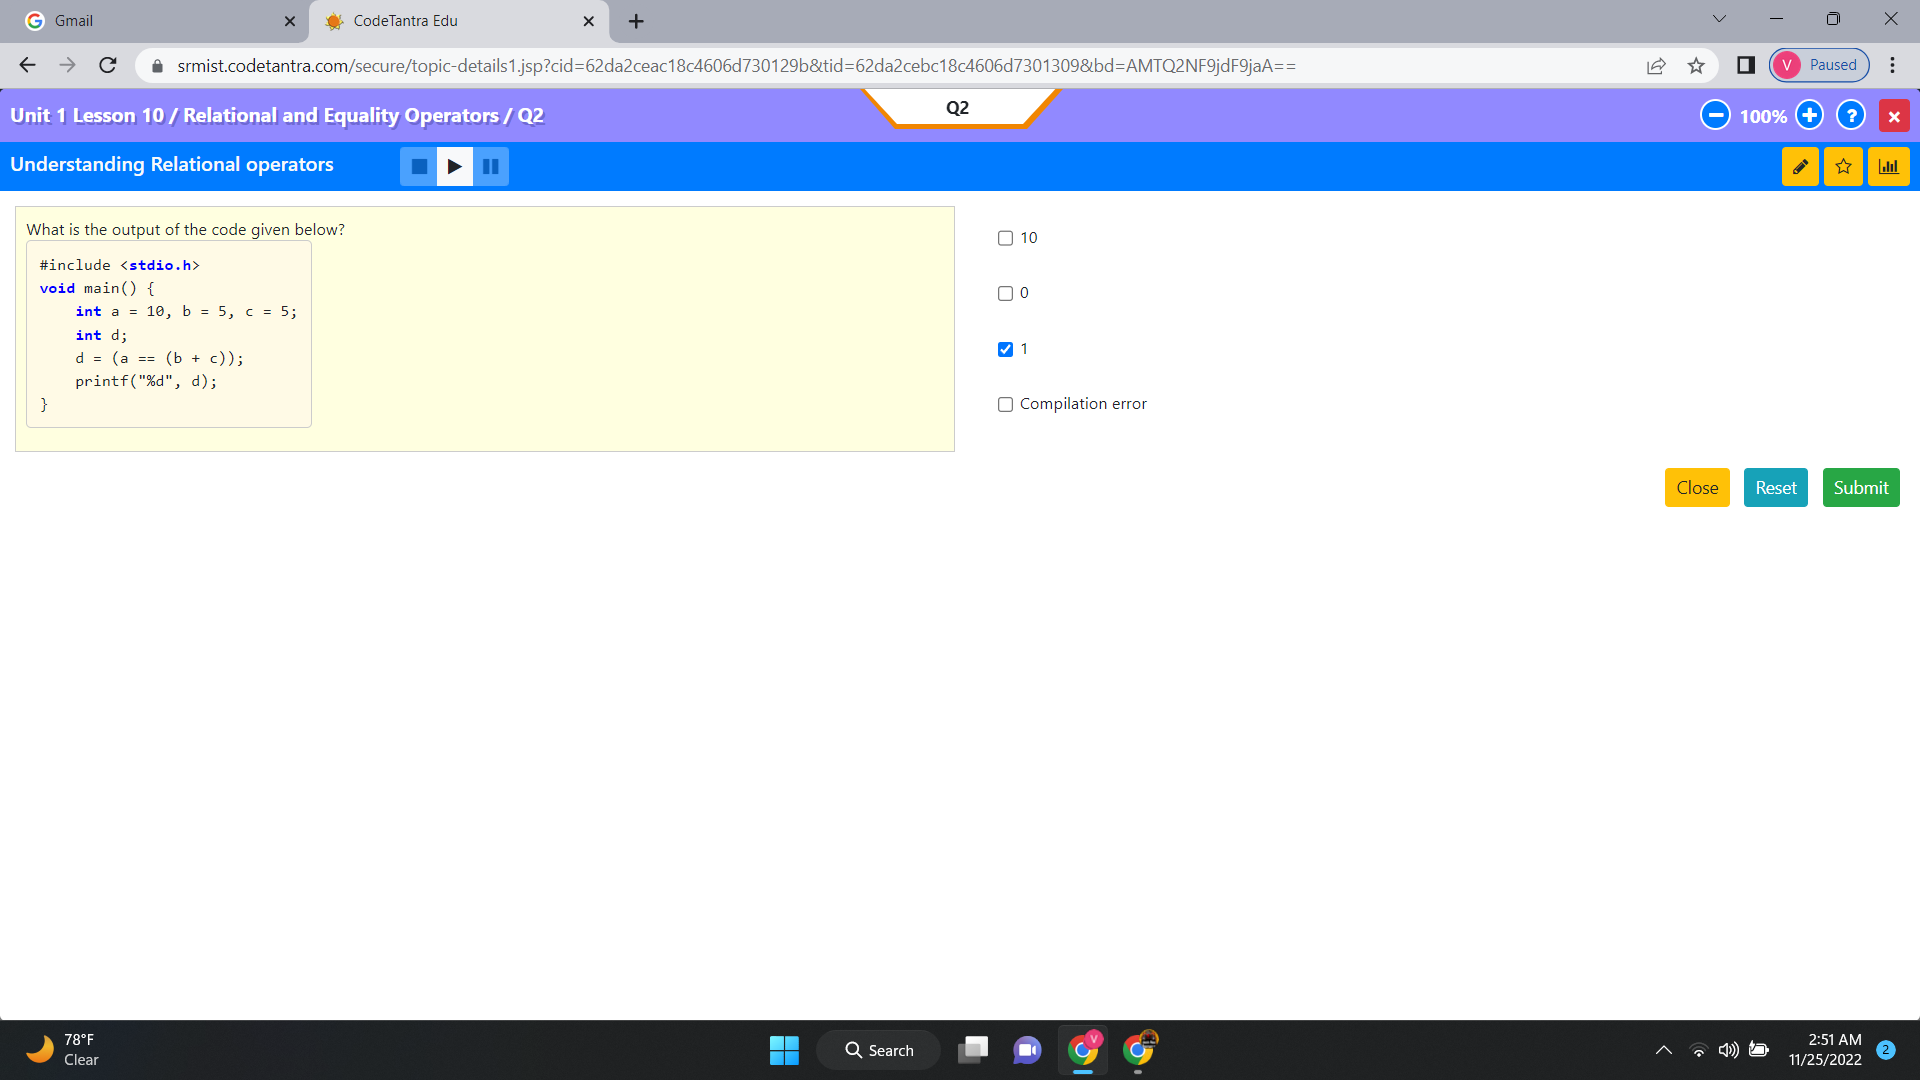 Gmail
CodeTantra Edu
srmist.codetantra.com/secure/topic-details1.jsp?cid=62da2ceac18c4606d730129b&tid=62da2cebc18c4606d7301309&bd=AMTQ2NF9jdF9jaA==
V Paused
Unit 1 Lesson 10 / Relational and Equality Operators / Q2
Q2
100%
?
Understanding Relational operators
What is the output of the code given below?
#include <stdio.h>
void main() {
    int a = 10, b = 5, c = 5;
    int d;
    d = (a == (b + c));
    printf("%d", d);
}
10
0
1
Compilation error
Close
Reset
Submit
78°F
Clear
Search
V
2:51 AM
11/25/2022
2